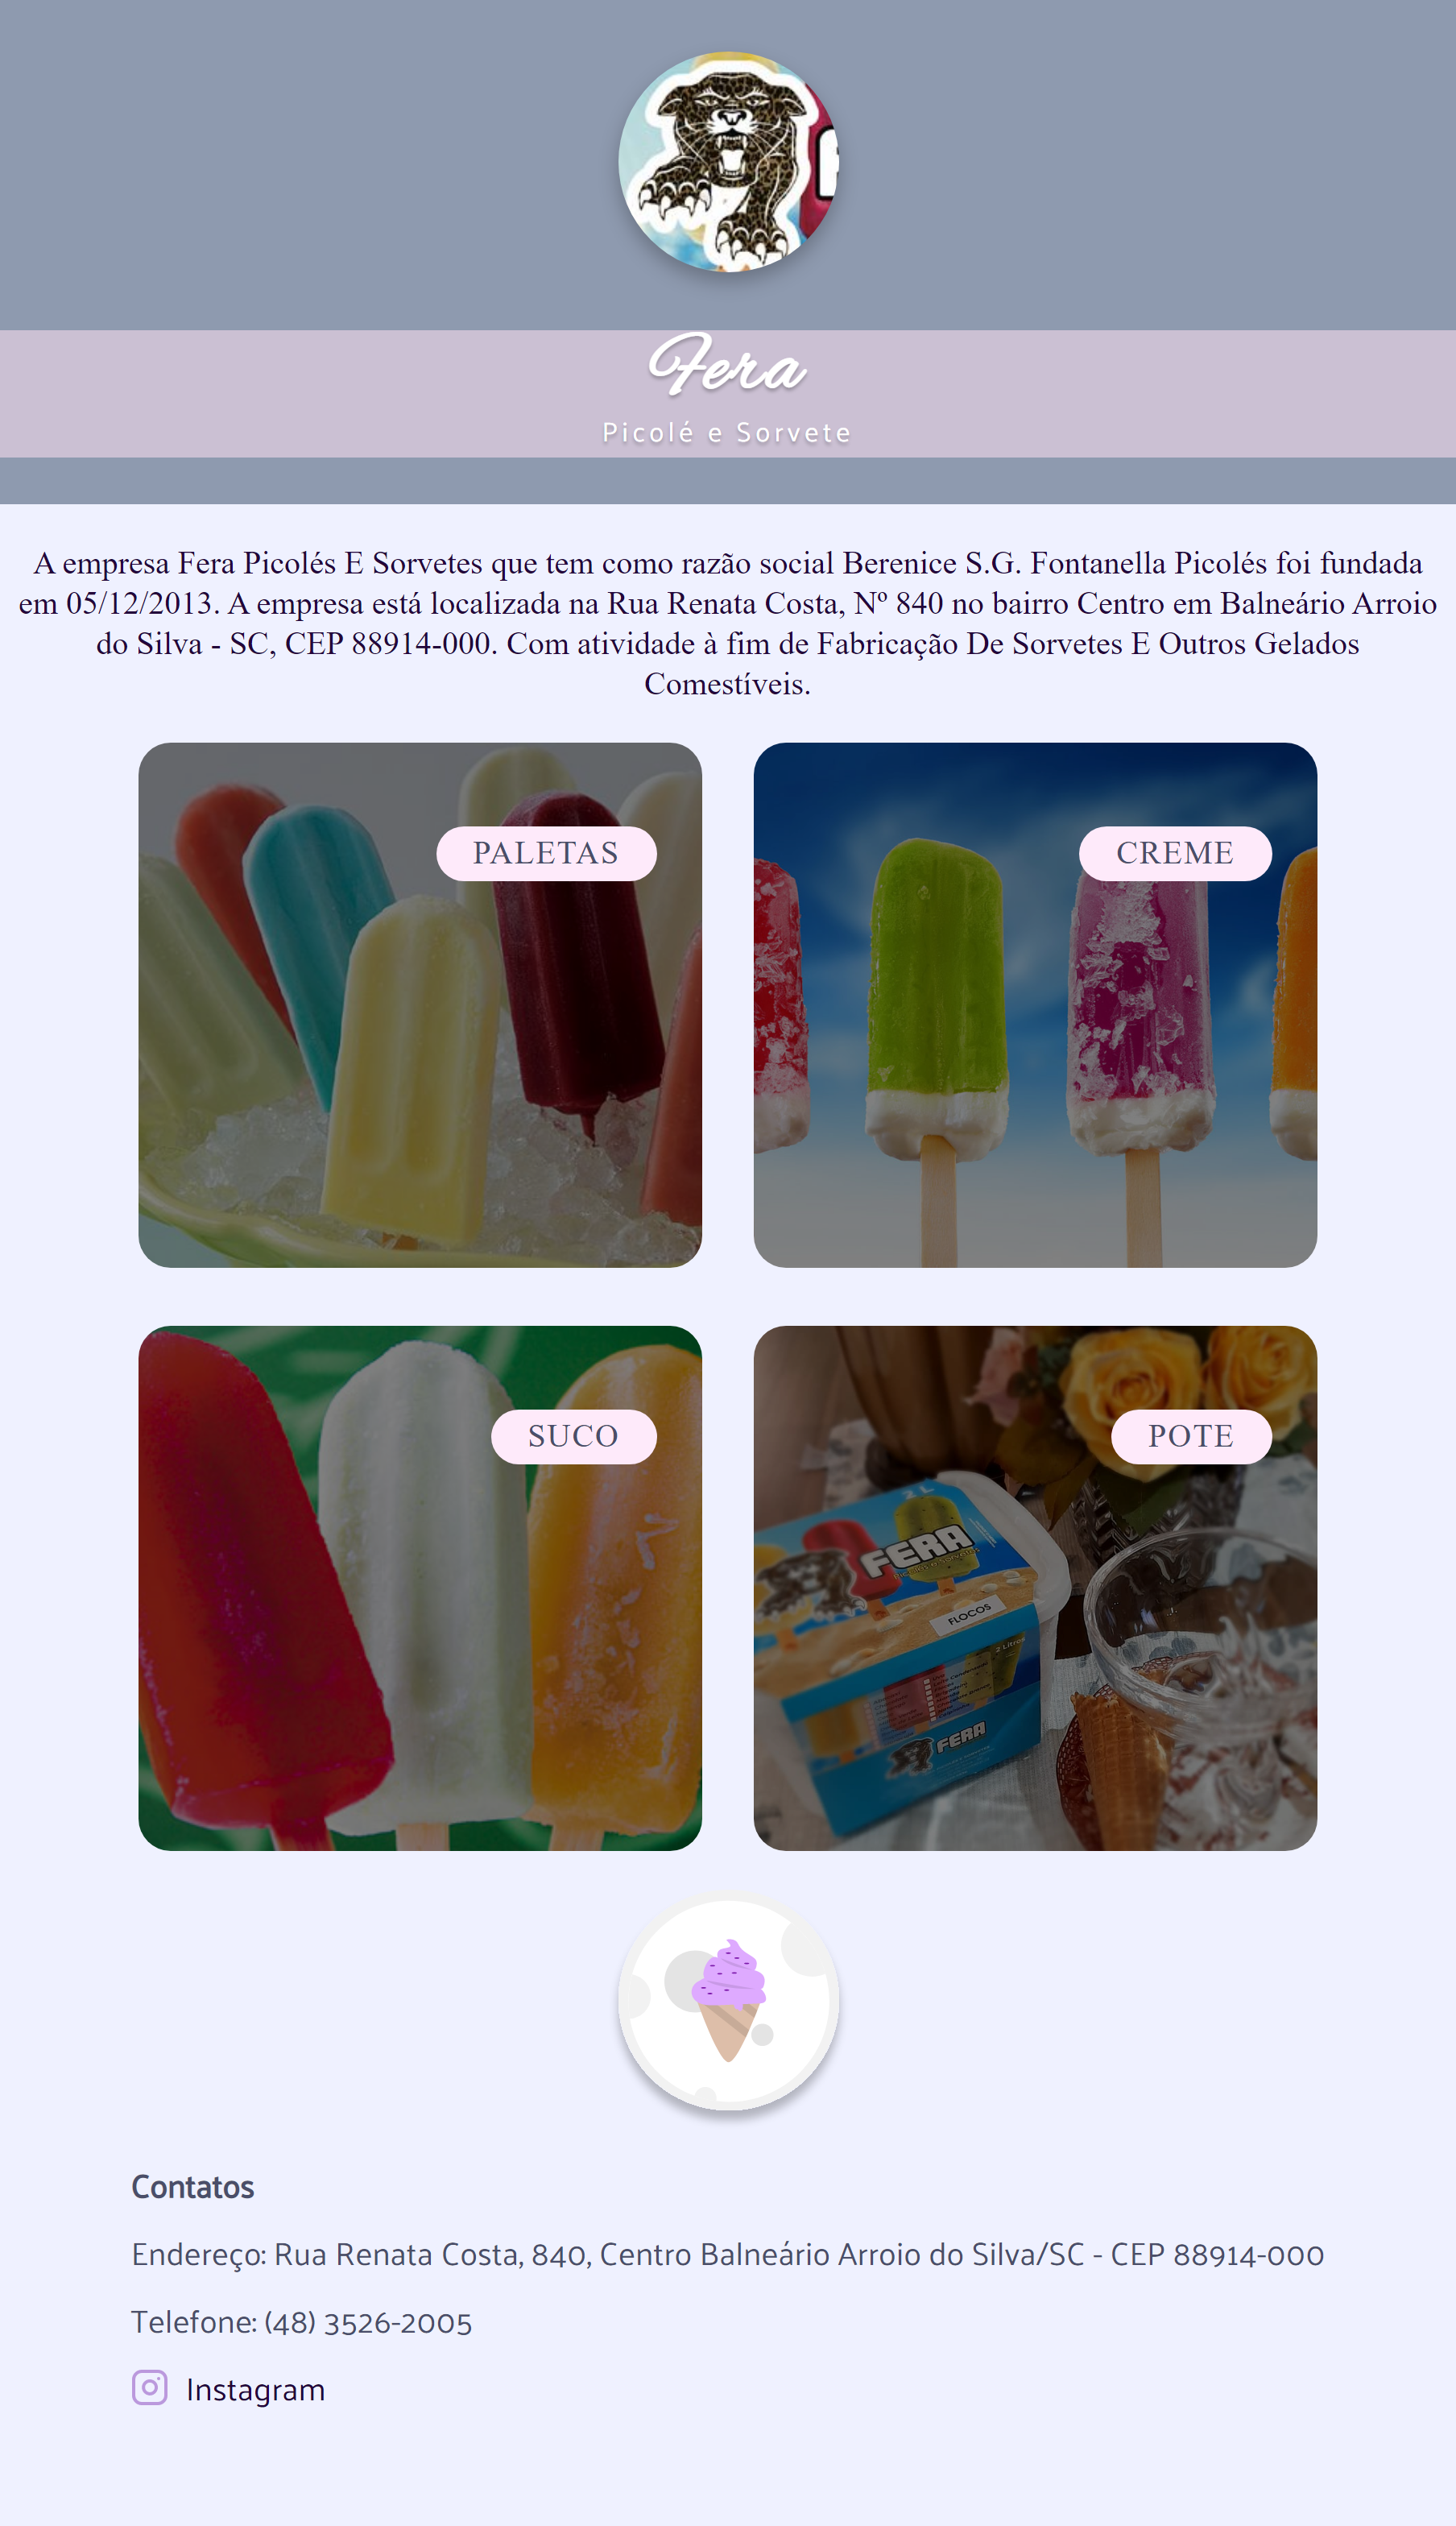 Fera
Picolé e Sorvete
A empresa Fera Picolés E Sorvetes que tem como razão social Berenice S.G. Fontanella Picolés foi fundada
em 05/12/2013. A empresa está localizada na Rua Renata Costa, Nº 840 no bairro Centro em Balneário Arroio
do Silva - SC, CEP 88914-000. Com atividade à fim de Fabricação De Sorvetes E Outros Gelados
Comestíveis.
PALETAS
CREME
SUCO
POTE
2 L
FERA
FLOCOS
2 Litros
FERA
Contatos
Endereço: Rua Renata Costa, 840, Centro Balneário Arroio do Silva/SC - CEP 88914-000
Telefone: (48) 3526-2005
Instagram